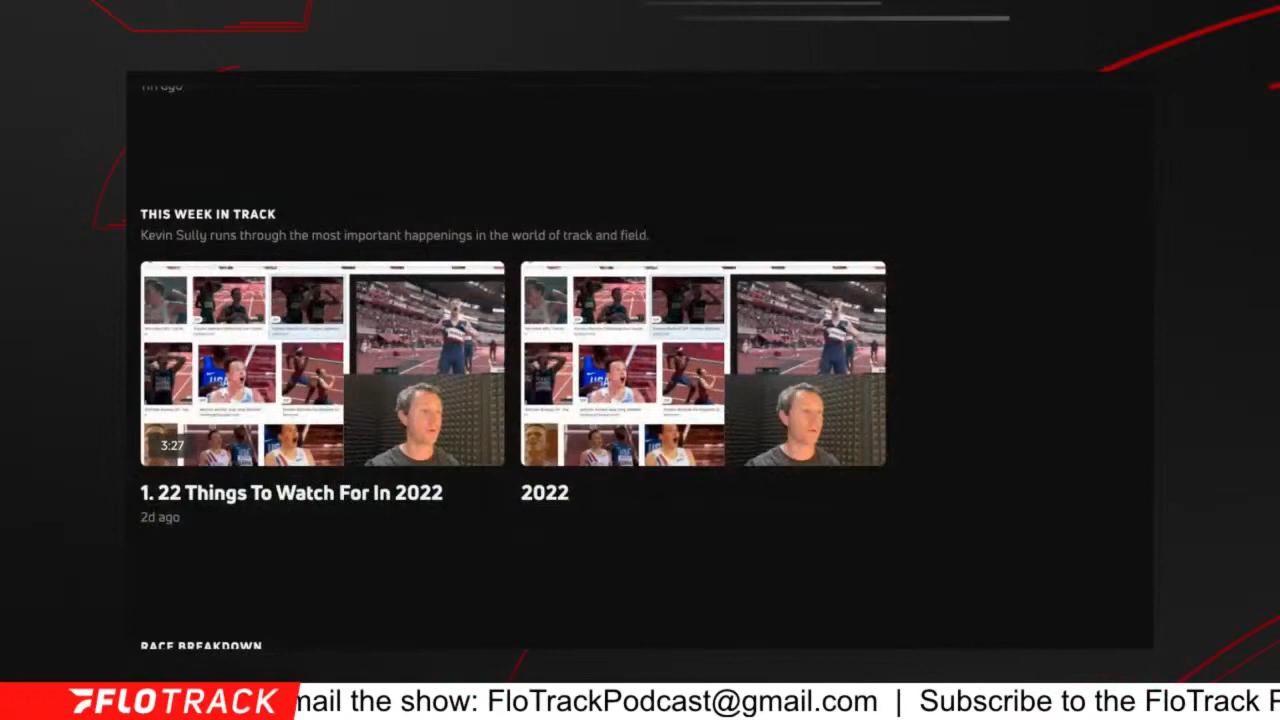 THIS WEEK IN TRACK
Kevin Sully runs through the most important happenings in the world of track and field.
3:27
1. 22 Things To Watch For In 2022
2022
2d ago
RACE BREAKDOWN
FLOTRACK
mail the show: FloTrackPodcast@gmail.com | Subscribe to the FloTrack